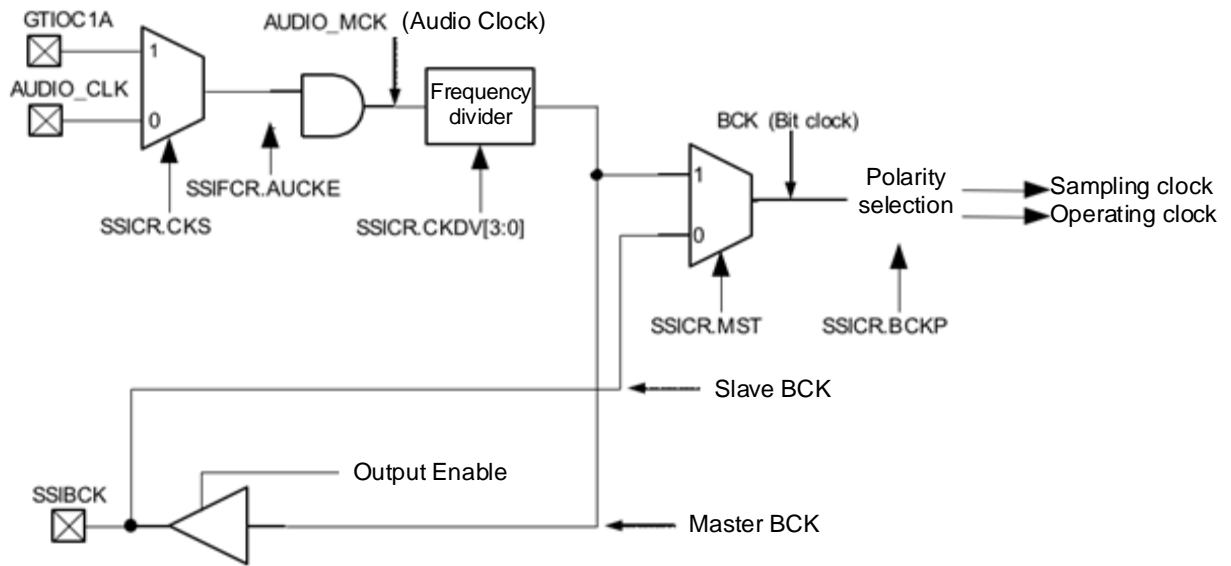 GTIOC1A
AUDIO_MCK (Audio Clock)
1
AUDIO_CLK
0
Frequency
divider
BCK (Bit clock)
SSIFCR.AUCKE
SSICR.CKS
SSICR.CKDV[3:0]
1
0
Polarity
selection
Sampling clock
Operating clock
SSICR.MST
SSICR.BCKP
Slave BCK
Output Enable
SSIBCK
Master BCK